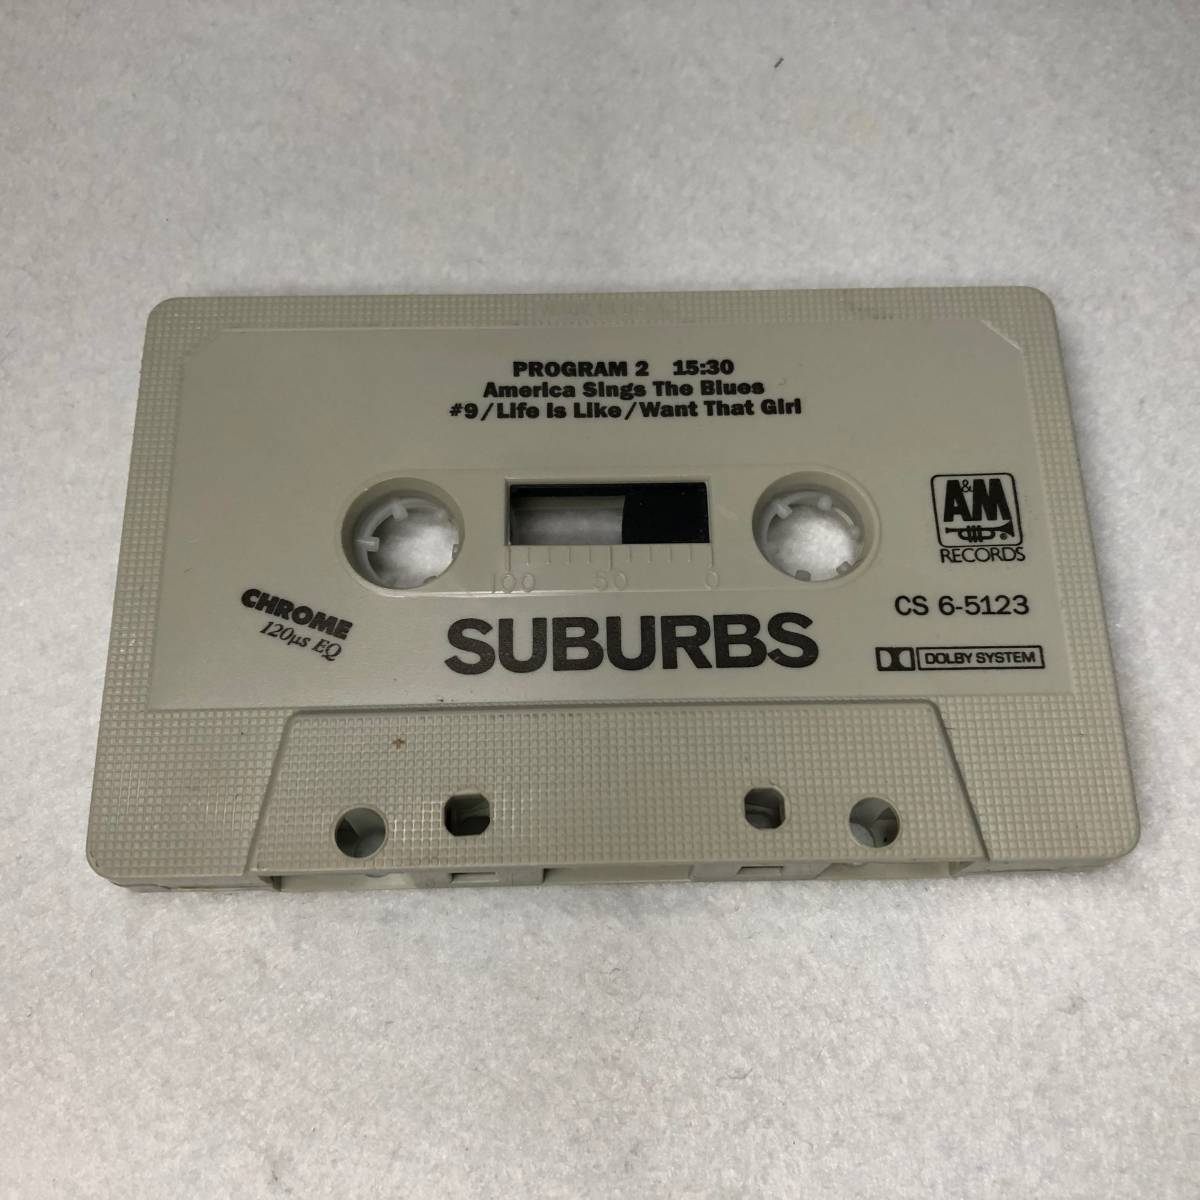 PROGRAM 2 15:30
America Sings The Blues
#9/Life Is Like/Want That Girl
A&M
RECORDS
100 50 0
CHROME
120µs EQ
SUBURBS
CS 6-5123
DOLBY SYSTEM